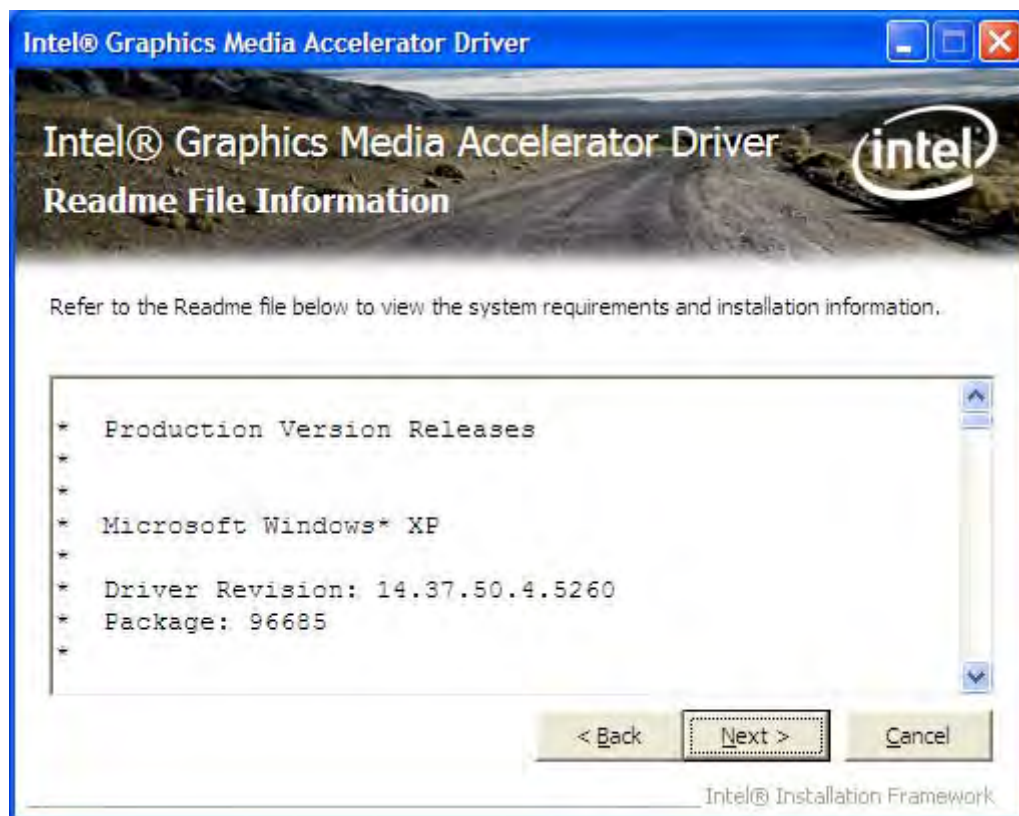 Intel® Graphics Media Accelerator Driver
Intel® Graphics Media Accelerator Driver
intel
Readme File Information
Refer to the Readme file below to view the system requirements and installation information.
* Production Version Releases
*
*
* Microsoft Windows* XP
*
* Driver Revision: 14.37.50.4.5260
* Package: 96685
*
< Back Next > Cancel
Intel® Installation Framework